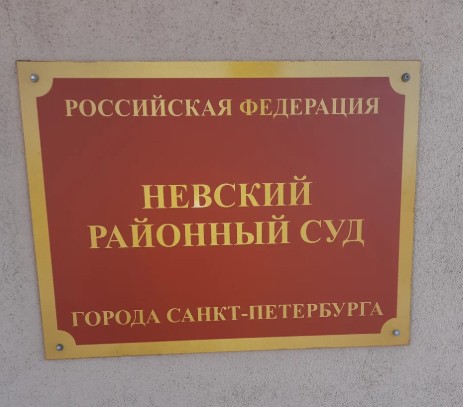 РОССИЙСКАЯ ФЕДЕРАЦИЯ
НЕВСКИЙ
РАЙОННЫЙ СУД
ГОРОДА САНКТ-ПЕТЕРБУРГА